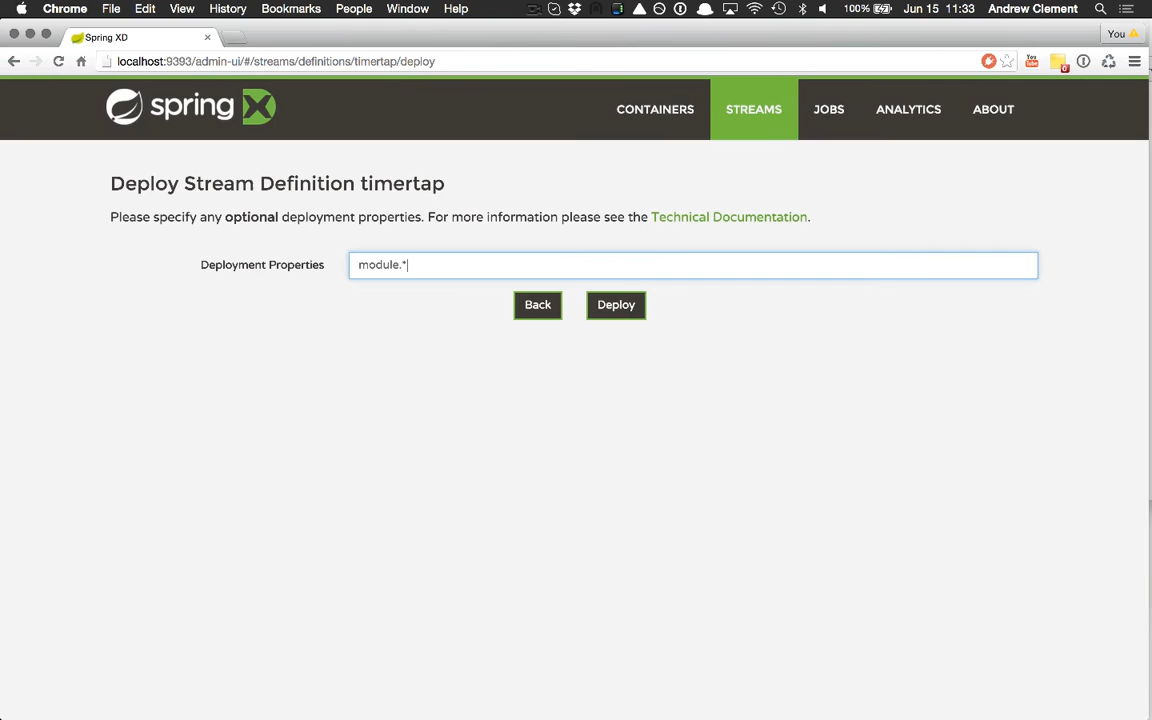 Chrome File Edit View History Bookmarks People Window Help 100% Jun 15 11:33 Andrew Clement
Spring XD × You
localhost:9393/admin-ui/#/streams/definitions/timertap/deploy
spring X CONTAINERS STREAMS JOBS ANALYTICS ABOUT
Deploy Stream Definition timertap
Please specify any optional deployment properties. For more information please see the Technical Documentation.
Deployment Properties module.*
Back Deploy